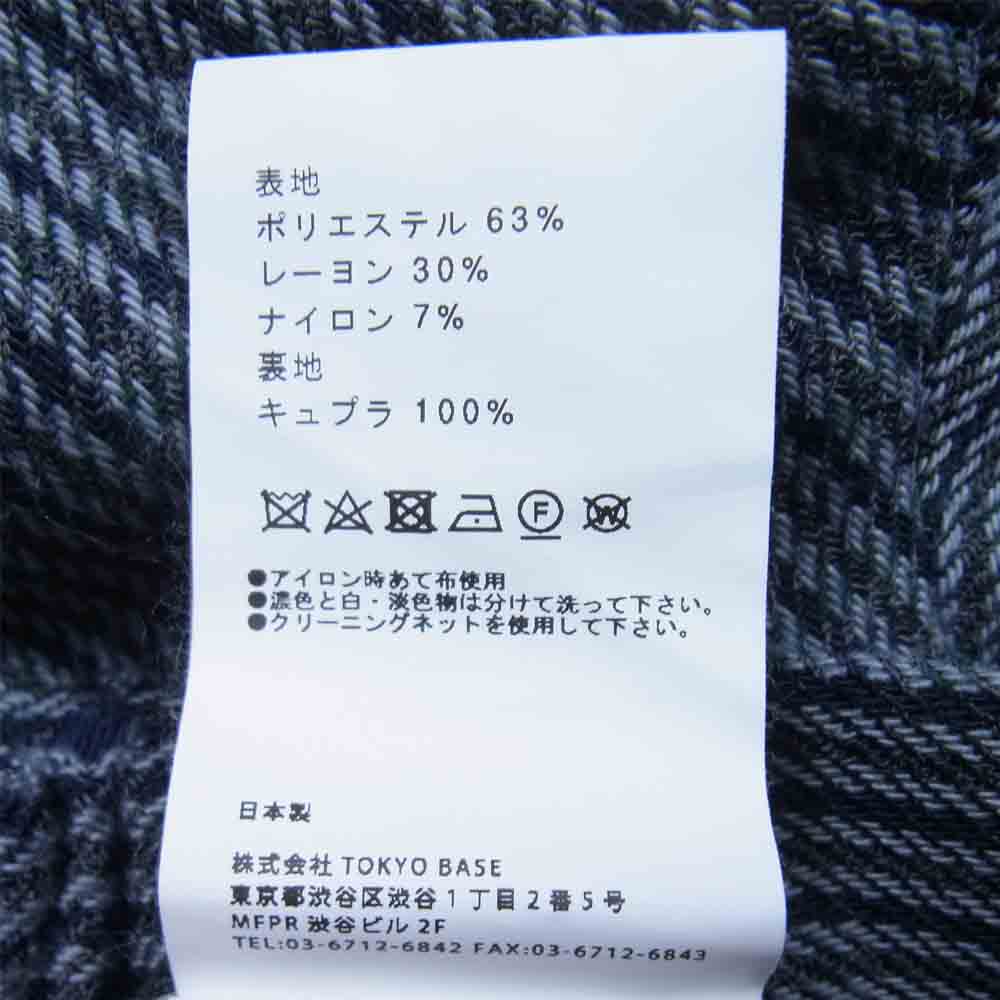 表地
ポリエステル 63%
レーヨン 30%
ナイロン 7%
裏地
キュプラ 100%
F W
●アイロン時あて布使用
●濃色と白・淡色物は分けて洗って下さい。
●クリーニングネットを使用して下さい。
日本製
株式会社 TOKYO BASE
東京都渋谷区渋谷1丁目2番5号
MFPR 渋谷ビル 2F
TEL:03-6712-6842 FAX:03-6712-6843